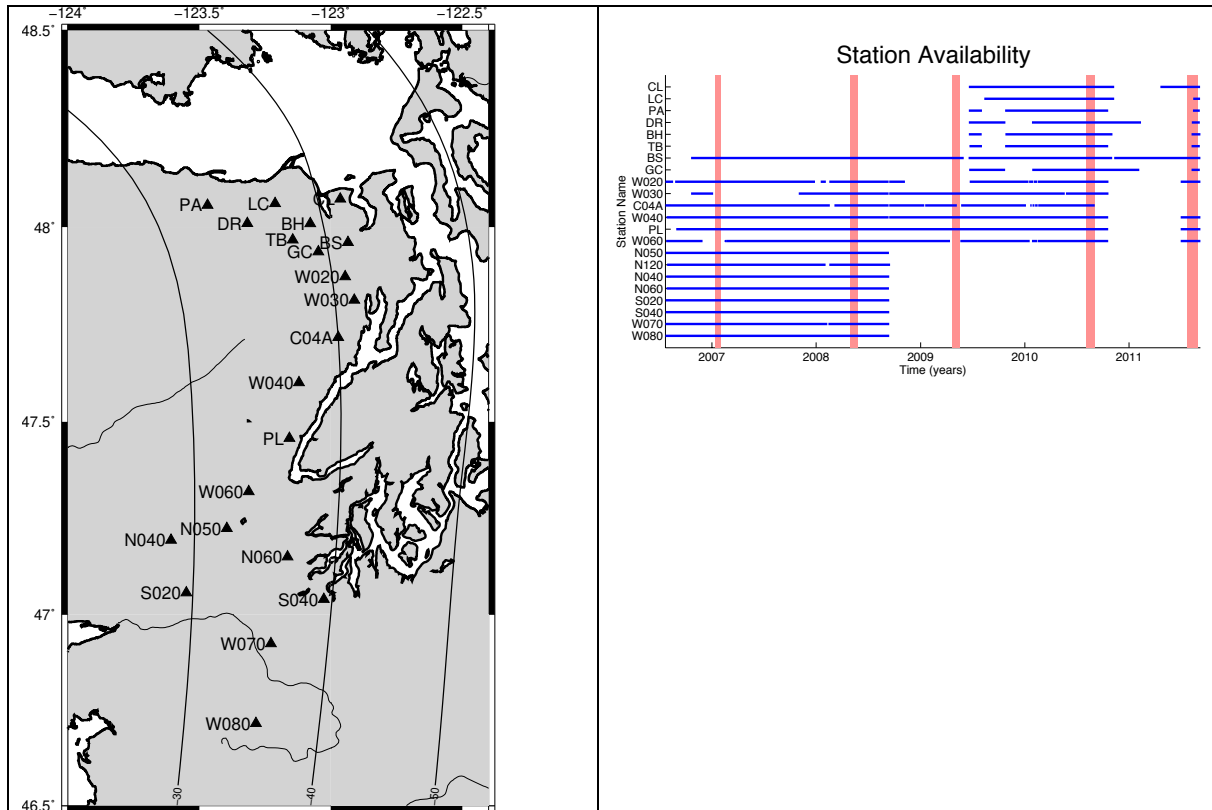 −124˚ −123.5˚ −123˚ −122.5˚
48.5˚
48˚
47.5˚
47˚
46.5˚
PA
LC
DR
BH
TB
BS
GC
W020
W030
C04A
W040
PL
W060
N050
N040
N060
S020
S040
W070
W080
30
40
50
Station Availability
Station Name
CL
LC
PA
DR
BH
TB
BS
GC
W020
W030
C04A
W040
PL
W060
N050
N120
N040
N060
S020
S040
W070
W080
2007 2008 2009 2010 2011
Time (years)